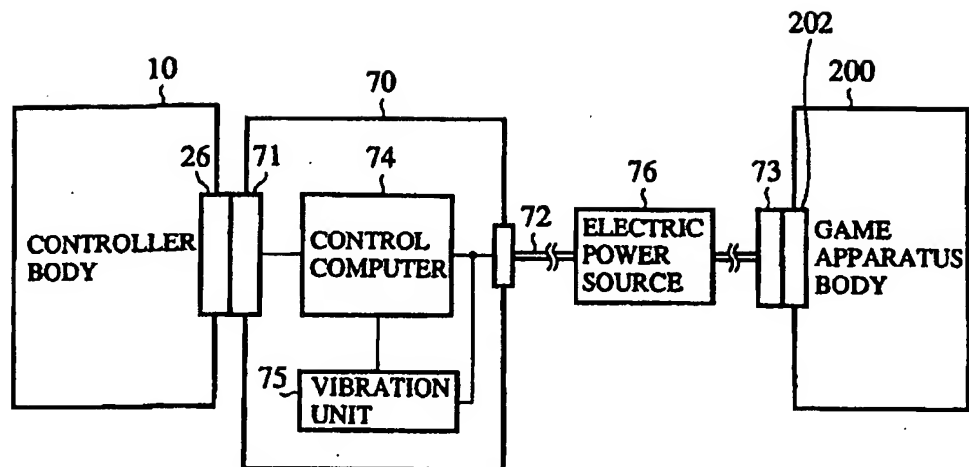 202
10
70
200
26
71
74
76
73
72
CONTROLLER
BODY
CONTROL
COMPUTER
ELECTRIC
POWER
SOURCE
GAME
APPARATUS
BODY
75
VIBRATION
UNIT